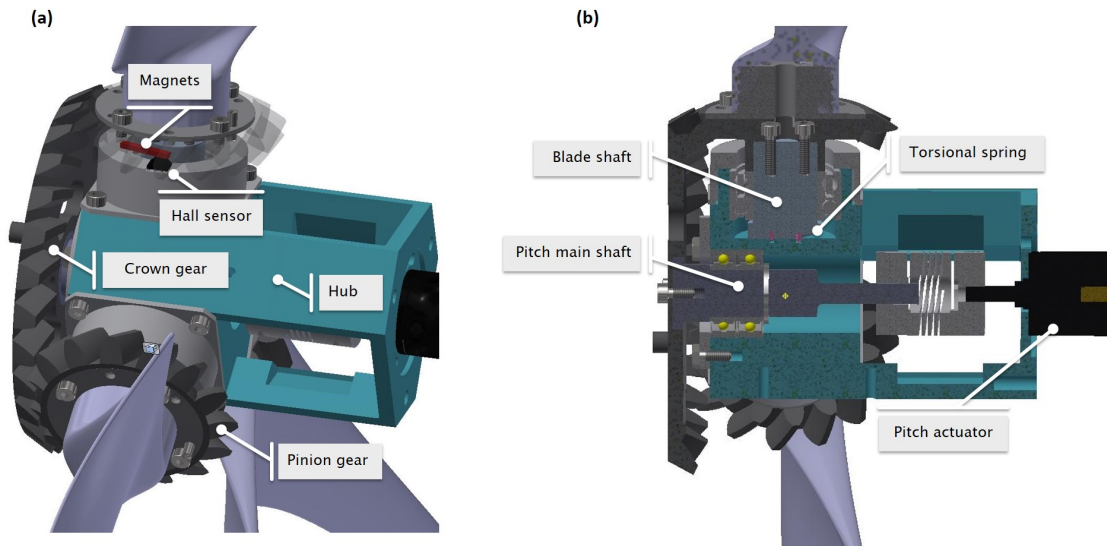 (a)
Magnets
Hall sensor
Crown gear
Hub
Pinion gear
(b)
Blade shaft
Torsional spring
Pitch main shaft
Pitch actuator